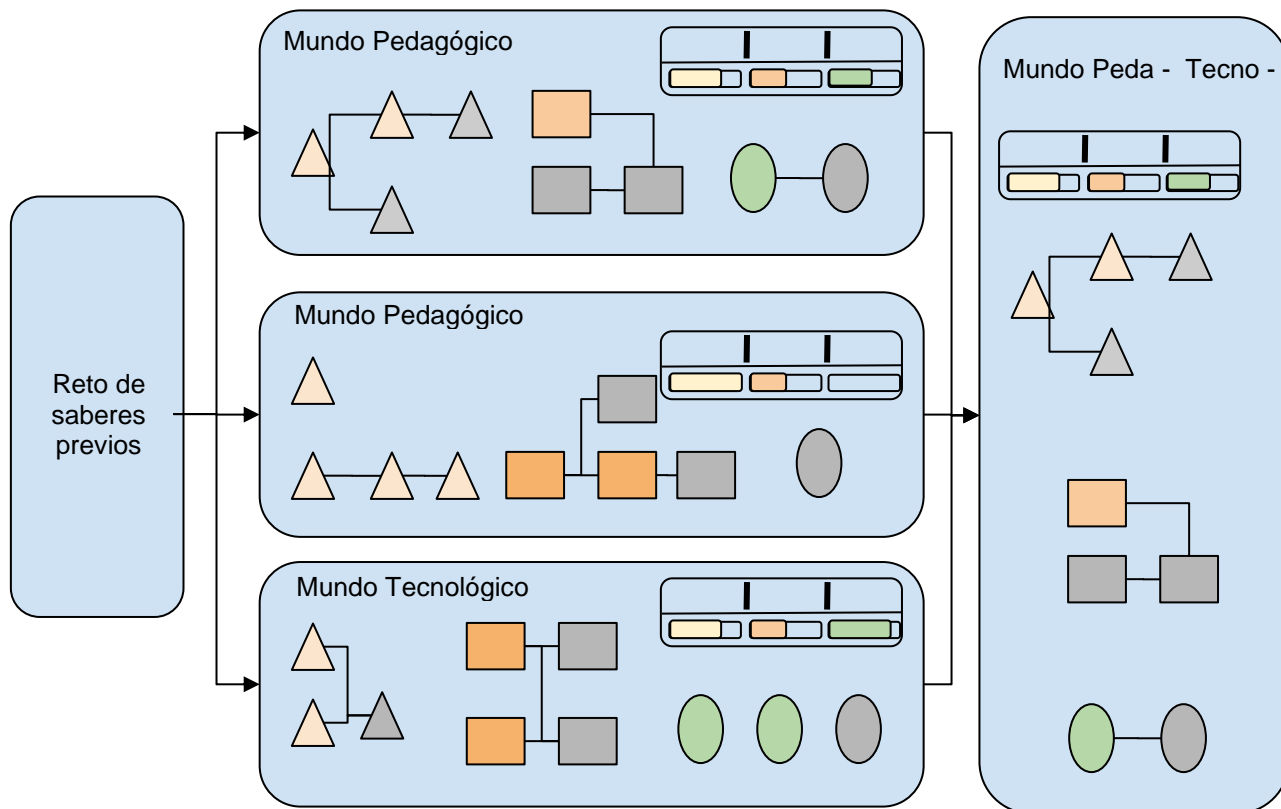 Reto de
saberes
previos
Mundo Pedagógico
Mundo Pedagógico
Mundo Tecnológico
Mundo Peda - Tecno -